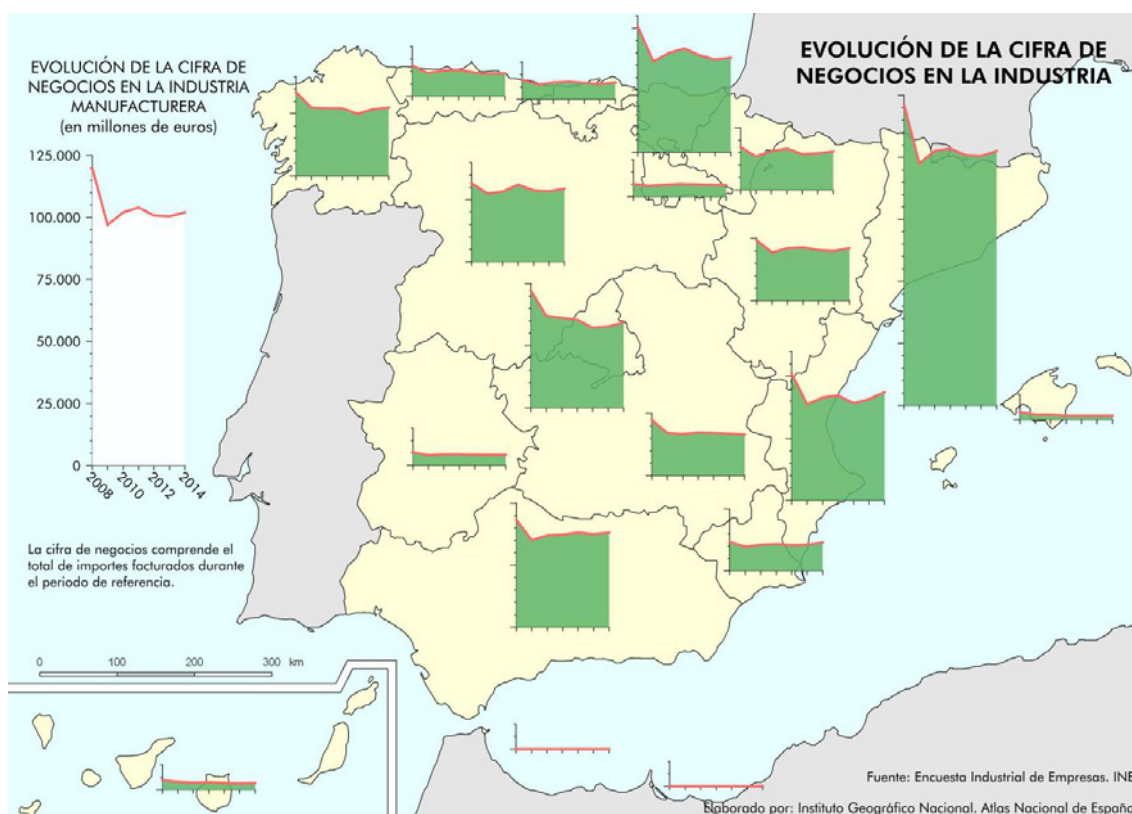 EVOLUCIÓN DE LA CIFRA DE
NEGOCIOS EN LA INDUSTRIA
MANUFACTURERA
(en millones de euros)
EVOLUCIÓN DE LA CIFRA DE
NEGOCIOS EN LA INDUSTRIA
125.000
100.000
75.000
50.000
25.000
0
2008
2010
2012
2014
La cifra de negocios comprende el
total de importes facturados durante
el periodo de referencia.
0 100 200 300 km
Fuente: Encuesta Industrial de Empresas. INE
Elaborado por: Instituto Geográfico Nacional. Atlas Nacional de España